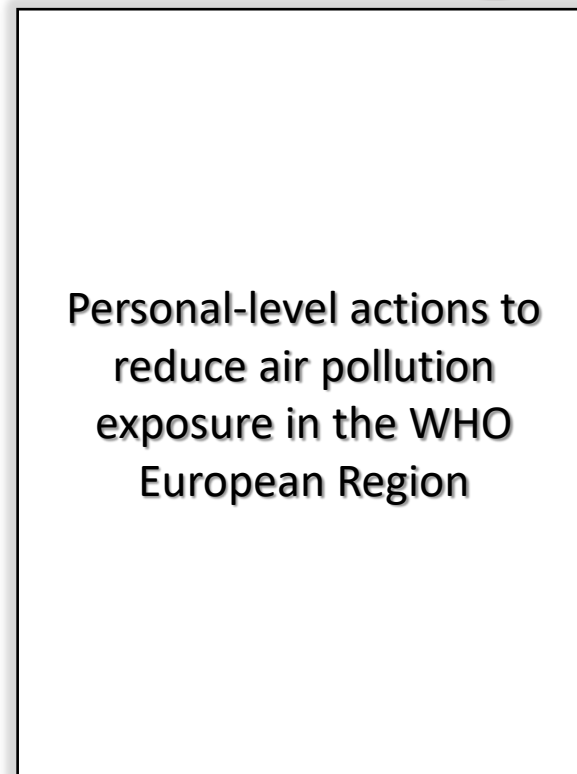 Personal-level actions to
reduce air pollution
exposure in the WHO
European Region